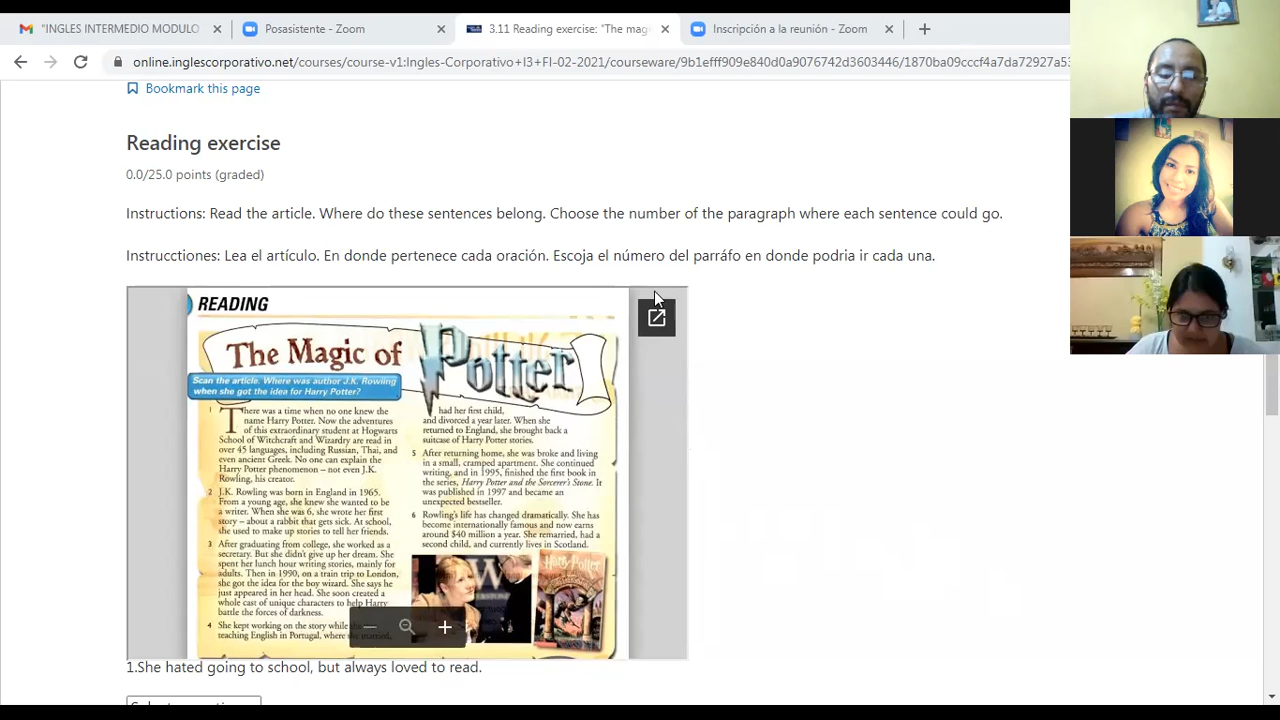 "INGLES INTERMEDIO MODULO
Posasistente - Zoom
3.11 Reading exercise: "The mag
Inscripción a la reunión - Zoom
online.inglescorporativo.net/courses/course-v1:Ingles-Corporativo+I3+FI-02-2021/courseware/9b1efff909e840d0a9076742d3603446/1870ba09cccf4a7da72927a53
Bookmark this page
Reading exercise
0.0/25.0 points (graded)
Instructions: Read the article. Where do these sentences belong. Choose the number of the paragraph where each sentence could go.
Instrucctiones: Lea el artículo. En donde pertenece cada oración. Escoja el número del parráfo en donde podria ir cada una.
READING
The Magic of Potter
Scan the article. Where was author J.K. Rowling
when she got the idea for Harry Potter?
1 There was a time when no one knew the
name Harry Potter. Now the adventures
of this extraordinary student at Hogwarts
School of Witchcraft and Wizardry are read in
over 45 languages, including Russian, Thai, and
even ancient Greek. No one can explain the
Harry Potter phenomenon – not even J.K.
Rowling, his creator.
2 J.K. Rowling was born in England in 1965.
From a young age, she knew she wanted to be
a writer. When she was 6, she wrote her first
story – about a rabbit that gets sick. At school,
she used to make up stories to tell her friends.
3 After graduating from college, she worked as a
secretary. But she didn't give up her dream. She
spent her lunch hour writing stories, mainly for
adults. Then in 1990, on a train trip to London,
she got the idea for the boy wizard. She says he
just appeared in her head. She soon created a
whole cast of unique characters to help Harry
battle the forces of darkness.
4 She kept working on the story while
teaching English in Portugal, where she married,
had her first child,
and divorced a year later. When she
returned to England, she brought back a
suitcase of Harry Potter stories.
5 After returning home, she was broke and living
in a small, cramped apartment. She continued
writing, and in 1995, finished the first book in
the series, Harry Potter and the Sorcerer's Stone. It
was published in 1997 and became an
unexpected bestseller.
6 Rowling's life has changed dramatically. She has
become internationally famous and now earns
around $40 million a year. She remarried, had a
second child, and currently lives in Scotland.
W
Harry Potter
1.She hated going to school, but always loved to read.